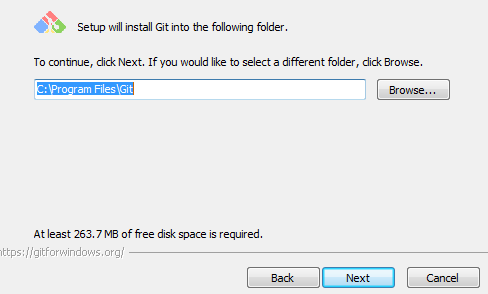 Setup will install Git into the following folder.
To continue, click Next. If you would like to select a different folder, click Browse.
C:\Program Files\Git
Browse...
At least 263.7 MB of free disk space is required.
https://gitforwindows.org/
Back
Next
Cancel